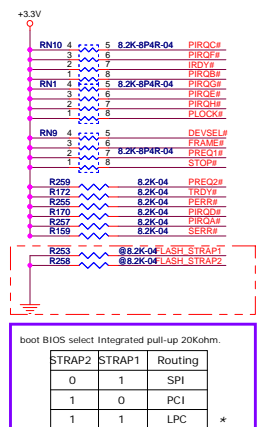 +3.3V
RN10 4 5 8.2K-8P4R-04 PIRQC#
3 6 PIRQF#
2 7 IRDY#
1 8 PIRQB#
RN1 4 5 8.2K-8P4R-04 PIRQG#
3 6 PIRQE#
2 7 PIRQH#
1 8 PLOCK#
RN9 4 5 DEVSEL#
3 6 FRAME#
2 7 8.2K-8P4R-04 PREQ1#
1 8 STOP#
R259 8.2K-04 PREQ2#
R172 8.2K-04 TRDY#
R255 8.2K-04 PERR#
R170 8.2K-04 PIRQD#
R257 8.2K-04 PIRQA#
R159 8.2K-04 SERR#
R253 @8.2K-04 FLASH_STRAP1
R258 @8.2K-04 FLASH_STRAP2
boot BIOS select Integrated pull-up 20Kohm.
STRAP2 STRAP1 Routing
0 1 SPI
1 0 PCI
1 1 LPC *